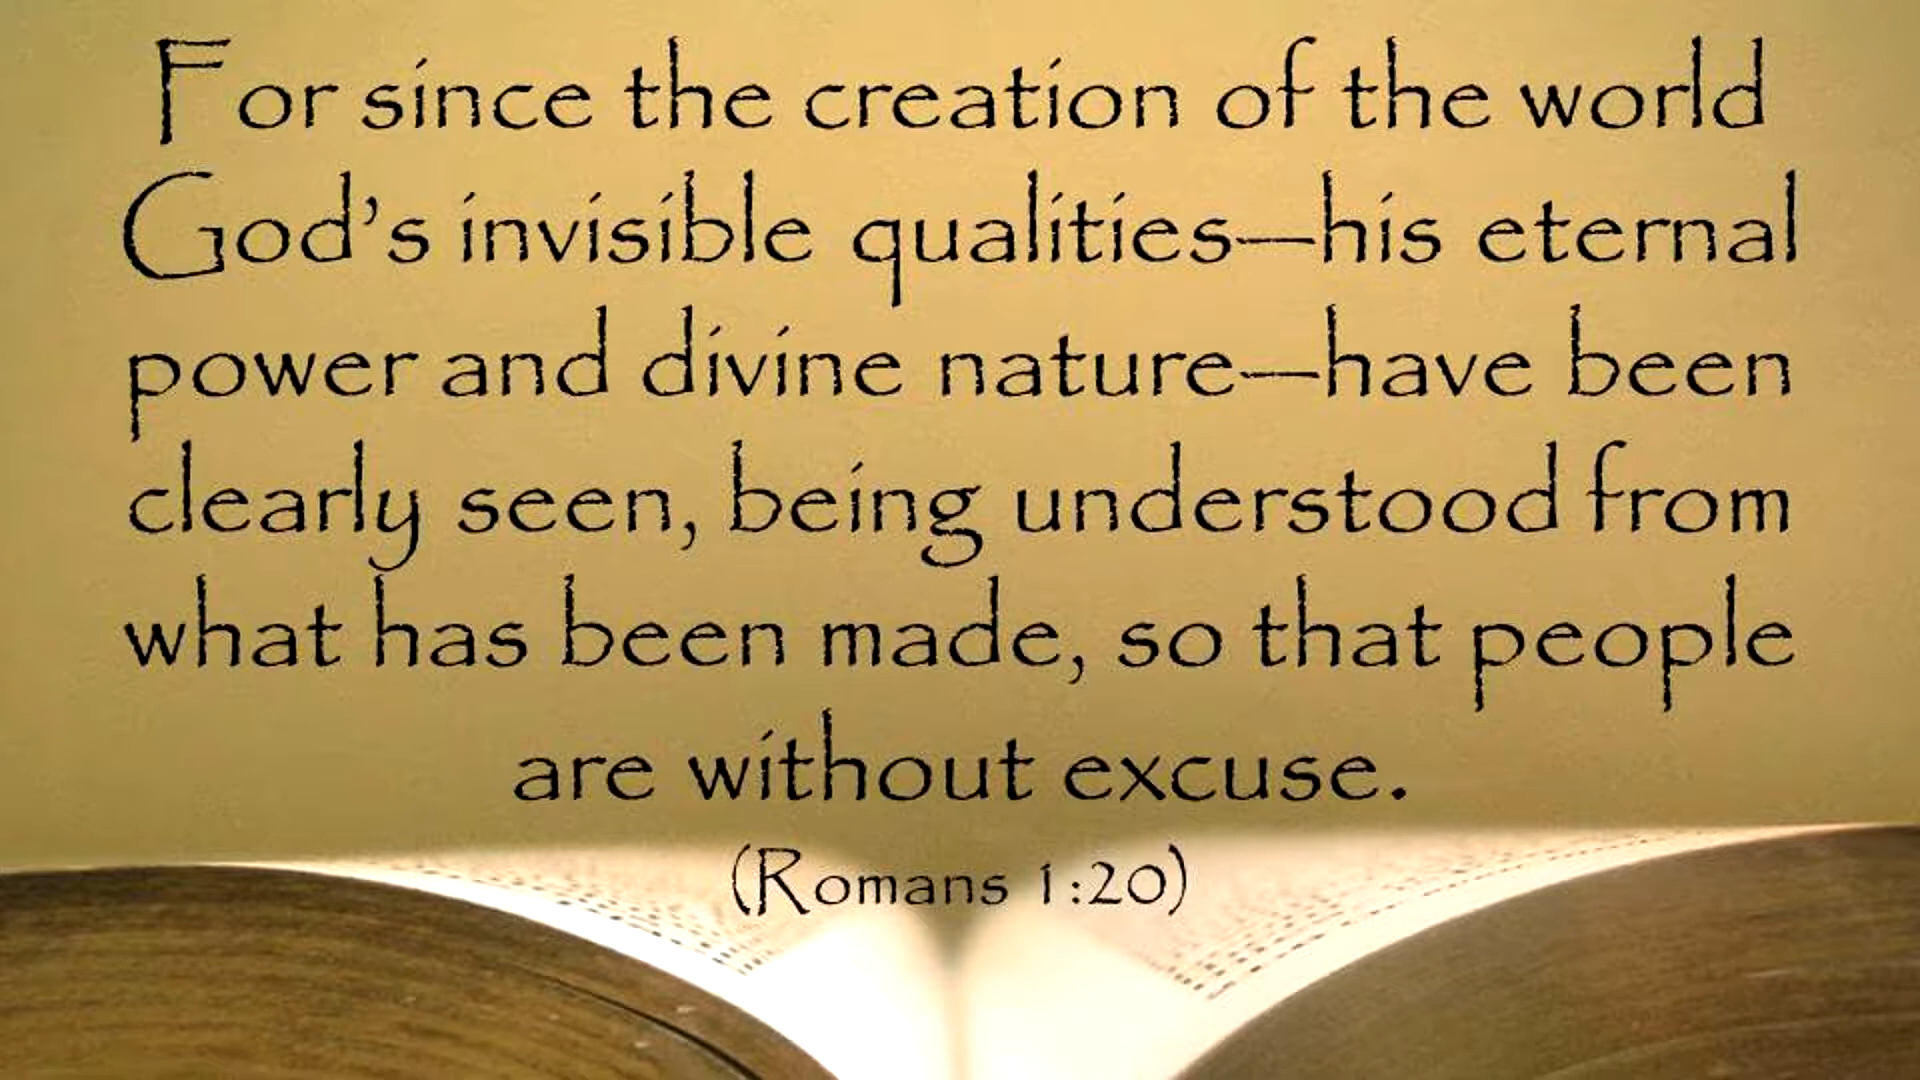 For since the creation of the world
God's invisible qualities—his eternal
power and divine nature—have been
clearly seen, being understood from
what has been made, so that people
are without excuse.
(Romans 1:20)